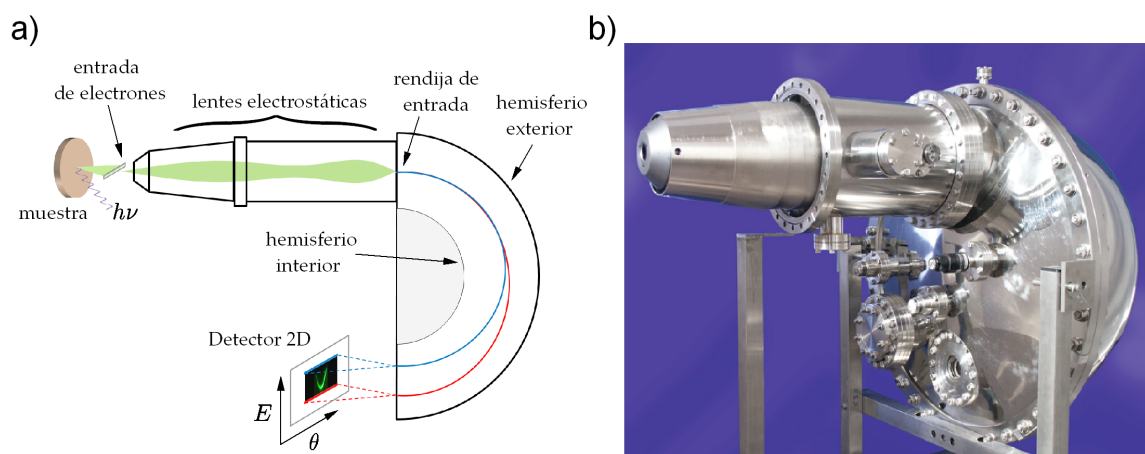 a)
entrada
de electrones
lentes electrostáticas
rendija de
entrada
hemisferio
exterior
muestra
hν
hemisferio
interior
Detector 2D
E
θ
b)